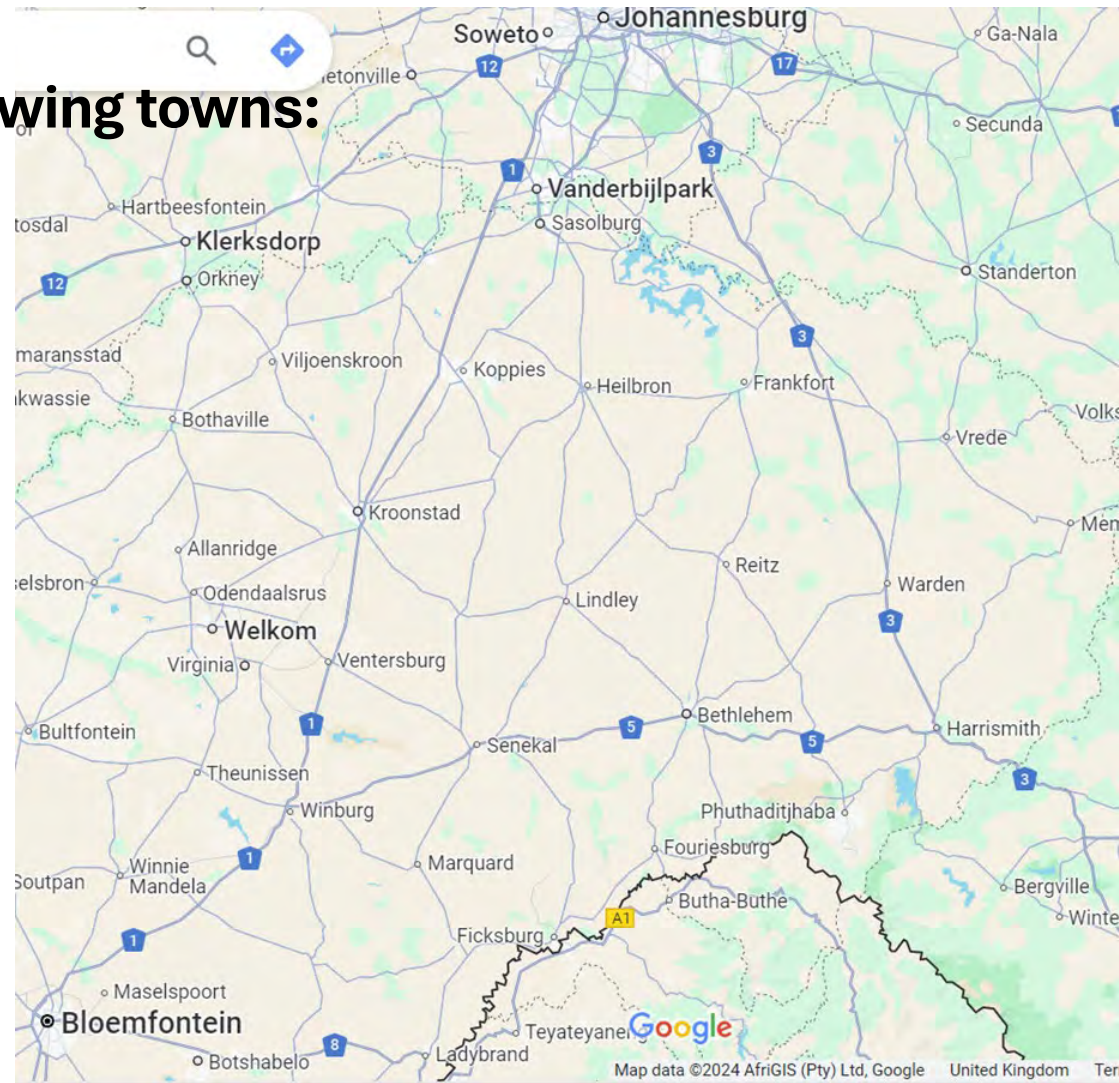 Johannesburg
Soweto
Ga-Nala
12
17
letonville
wing towns:
of
Secunda
3
1
Vanderbijlpark
Hartbeesfontein
Sasolburg
tosdal
Klerksdorp
Standerton
Orkney
12
3
maransstad
Viljoenskroon
Koppies
Heilbron
Frankfort
kwassie
Volks
Bothaville
Vrede
Kroonstad
Mem
Allanridge
Reitz
selsbron
Warden
Odendaalsrus
Lindley
3
Welkom
Virginia
Ventersburg
Bethlehem
1
5
Harrismith
Bultfontein
5
Senekal
Theunissen
3
Winburg
Phuthaditjhaba
Fouriesburg
1
Marquard
Winnie
Mandela
Soutpan
Bergville
Butha-Buthe
A1
Winte
Ficksburg
1
Maselspoort
Bloemfontein
Teyateyanen
Google
8
Ladybrand
Botshabelo
Map data ©2024 AfriGIS (Pty) Ltd, Google United Kingdom Ter